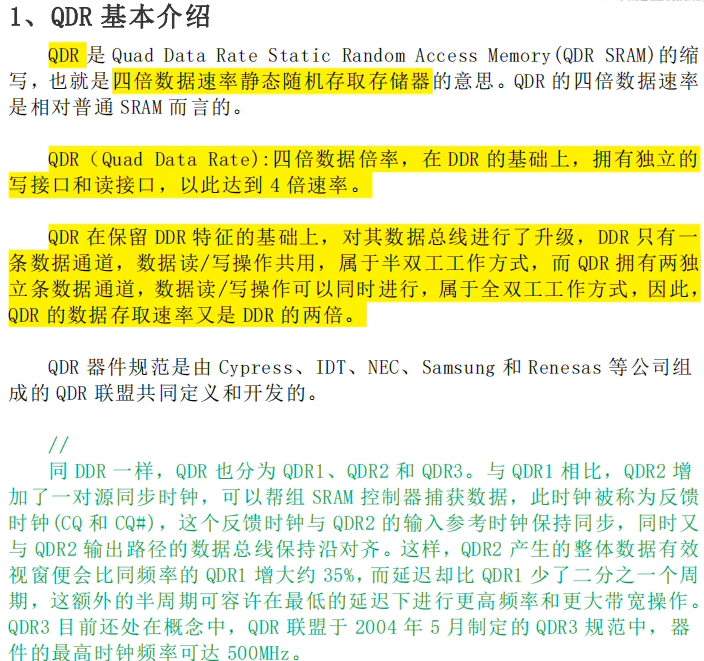 1、QDR 基本介绍
QDR 是 Quad Data Rate Static Random Access Memory(QDR SRAM)的缩
写，也就是四倍数据速率静态随机存取存储器的意思。QDR 的四倍数据速率
是相对普通 SRAM 而言的。
QDR（Quad Data Rate):四倍数据倍率，在 DDR 的基础上，拥有独立的
写接口和读接口，以此达到 4 倍速率。
QDR 在保留 DDR 特征的基础上，对其数据总线进行了升级，DDR 只有一
条数据通道，数据读/写操作共用，属于半双工工作方式，而 QDR 拥有两独
立条数据通道，数据读/写操作可以同时进行，属于全双工工作方式，因此，
QDR 的数据存取速率又是 DDR 的两倍。
QDR 器件规范是由 Cypress、IDT、NEC、Samsung 和 Renesas 等公司组
成的 QDR 联盟共同定义和开发的。
//
同 DDR 一样，QDR 也分为 QDR1、QDR2 和 QDR3。与 QDR1 相比，QDR2 增
加了一对源同步时钟，可以帮组 SRAM 控制器捕获数据，此时钟被称为反馈
时钟(CQ 和 CQ#)，这个反馈时钟与 QDR2 的输入参考时钟保持同步，同时又
与 QDR2 输出路径的数据总线保持沿对齐。这样，QDR2 产生的整体数据有效
视窗便会比同频率的 QDR1 增大约 35%，而延迟却比 QDR1 少了二分之一个周
期，这额外的半周期可容许在最低的延迟下进行更高频率和更大带宽操作。
QDR3 目前还处在概念中，QDR 联盟于 2004 年 5 月制定的 QDR3 规范中，器
件的最高时钟频率可达 500MHz。